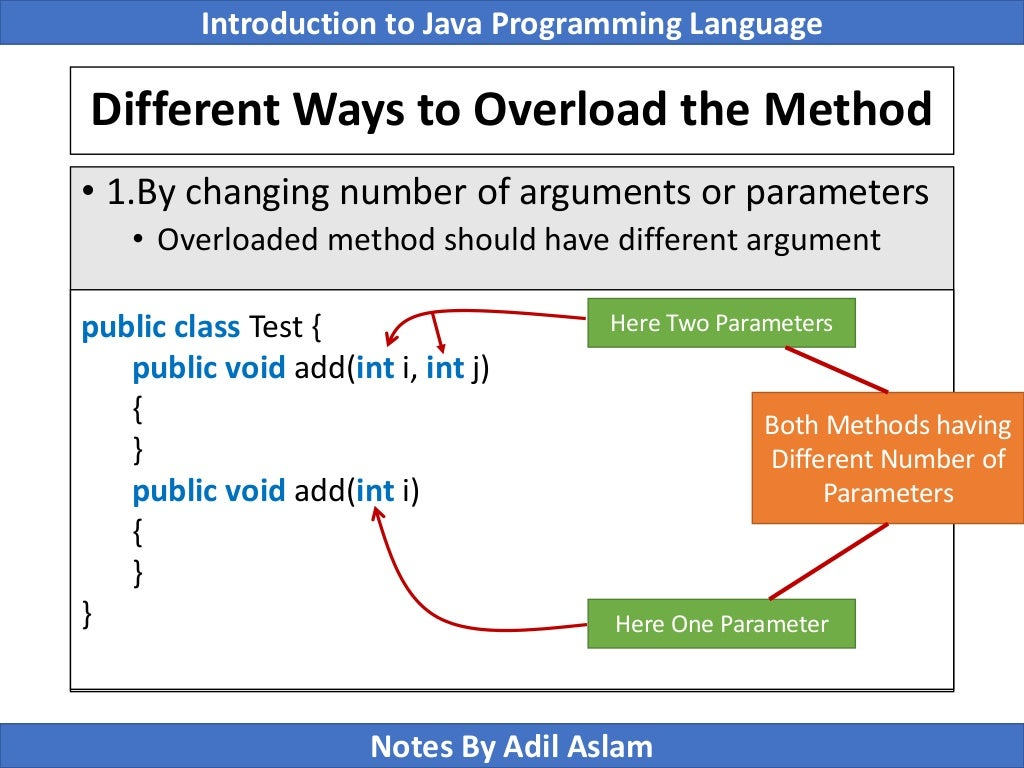 Introduction to Java Programming Language
Different Ways to Overload the Method
• 1.By changing number of arguments or parameters
• Overloaded method should have different argument
public class Test {
public void add(int i, int j)
{
}
public void add(int i)
{
}
}
Here Two Parameters
Both Methods having
Different Number of
Parameters
Here One Parameter
Notes By Adil Aslam